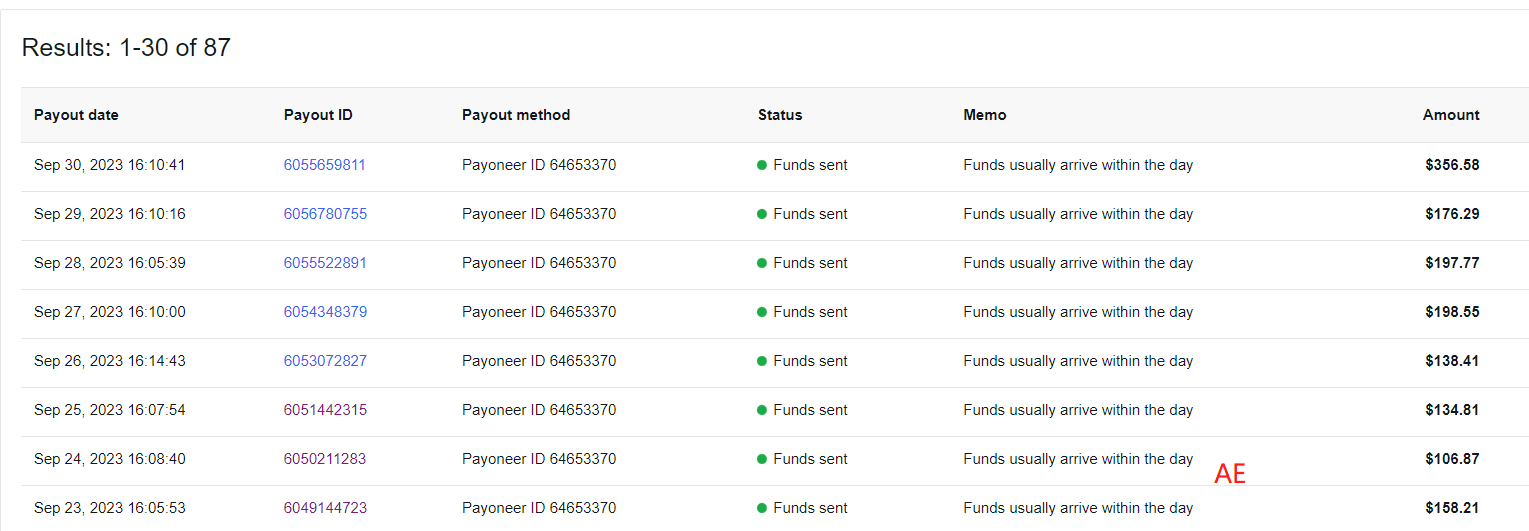 Results: 1-30 of 87
Payout date Payout ID Payout method Status Memo Amount
Sep 30, 2023 16:10:41 6055659811 Payoneer ID 64653370 Funds sent Funds usually arrive within the day $356.58
Sep 29, 2023 16:10:16 6056780755 Payoneer ID 64653370 Funds sent Funds usually arrive within the day $176.29
Sep 28, 2023 16:05:39 6055522891 Payoneer ID 64653370 Funds sent Funds usually arrive within the day $197.77
Sep 27, 2023 16:10:00 6054348379 Payoneer ID 64653370 Funds sent Funds usually arrive within the day $198.55
Sep 26, 2023 16:14:43 6053072827 Payoneer ID 64653370 Funds sent Funds usually arrive within the day $138.41
Sep 25, 2023 16:07:54 6051442315 Payoneer ID 64653370 Funds sent Funds usually arrive within the day $134.81
Sep 24, 2023 16:08:40 6050211283 Payoneer ID 64653370 Funds sent Funds usually arrive within the day $106.87
AE
Sep 23, 2023 16:05:53 6049144723 Payoneer ID 64653370 Funds sent Funds usually arrive within the day $158.21